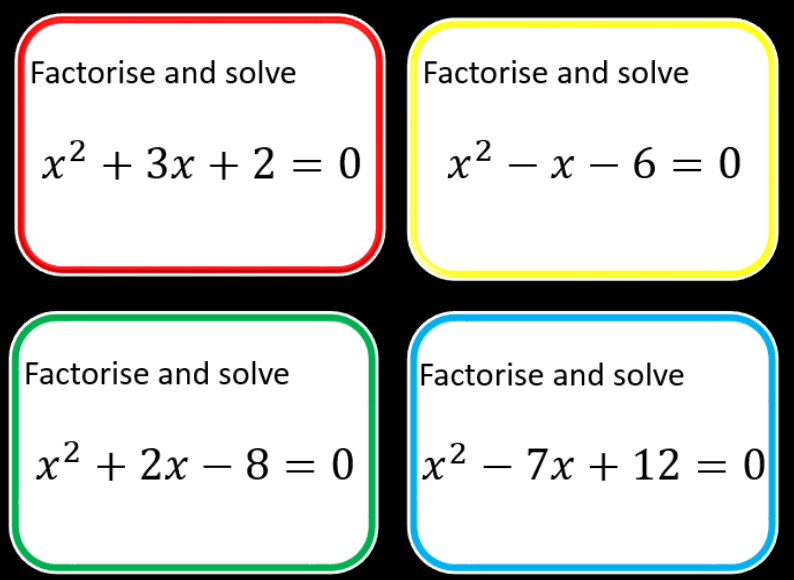 Factorise and solve
x² + 3x + 2 = 0
Factorise and solve
x² − x − 6 = 0
Factorise and solve
x² + 2x − 8 = 0
Factorise and solve
x² − 7x + 12 = 0